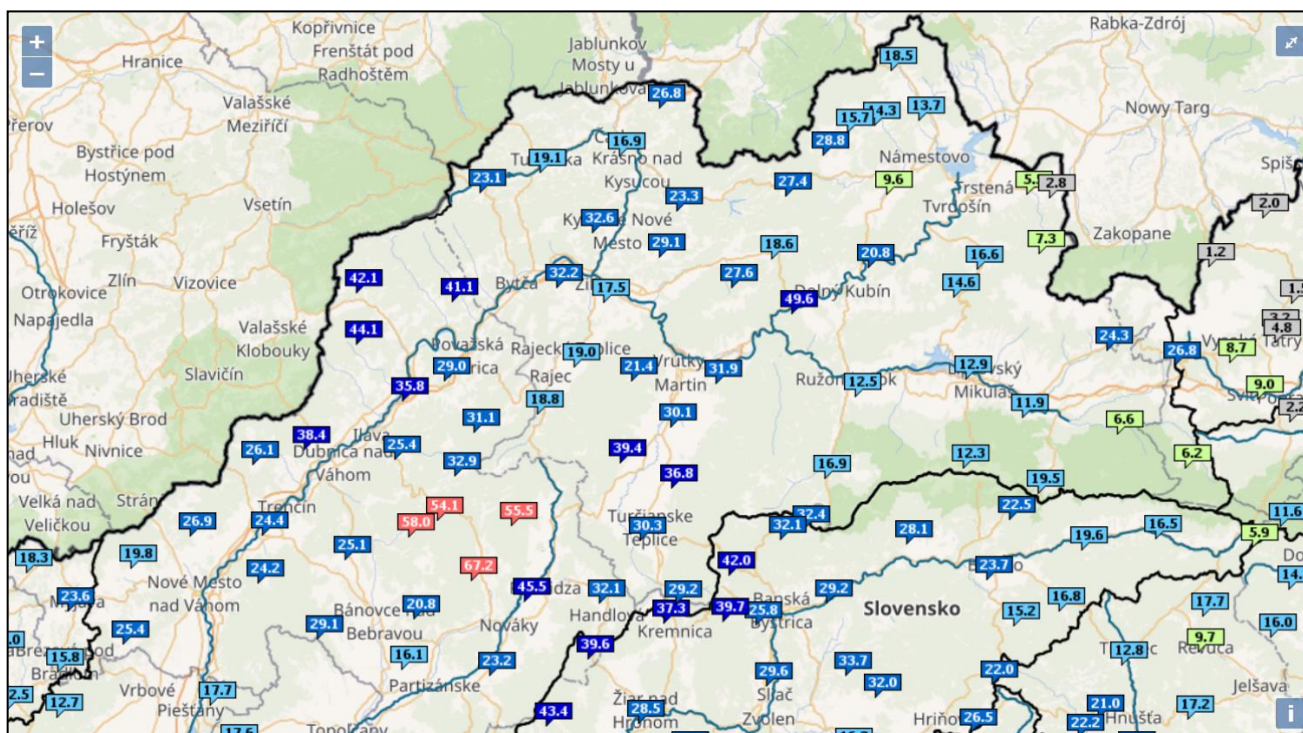 +
−
Kopřivnice
Frenštát pod
Radhoštěm
Hranice
Jablunkov
Mosty u
Jablunkova
Rabka-Zdrój
18.5
26.8
Valašské
Meziříčí
13.7
15.7
14.3
Nowy Targ
28.8
16.9
Bystřice pod
Hostýnem
19.1
Krásno nad
Kysucou
Námestovo
23.1
27.4
9.6
2.8
Trstená
Tvrdošín
Holešov
Vsetín
23.3
2.0
32.6
Mesto
Fryšták
29.1
18.6
7.3
Zakopane
20.8
16.6
1.2
Zlín
Vizovice
42.1
41.1
Bytča
32.2
17.5
27.6
14.6
Otrokovice
Napajedla
49.6
Dolný Kubín
44.1
Valašské
Klobouky
4.8
24.3
26.8
8.7
Slavičín
29.0
19.0
Rajec
21.4
Vrútky
Martin
31.9
12.9
Mikuláš
12.5
9.0
35.8
18.8
11.9
Uherský Brod
31.1
30.1
6.6
Hluk
Nivnice
38.4
Ilava
Dubnica nad
Váhom
26.1
25.4
39.4
12.3
6.2
32.9
36.8
16.9
19.5
Velká nad
Veličkou
Trenčín
54.1
55.5
58.0
32.4
22.5
26.9
24.4
Turčianske
Teplice
30.3
32.1
28.1
16.5
19.6
5.9
11.6
18.3
19.8
25.1
Nové Mesto
nad Váhom
24.2
67.2
42.0
23.7
45.5
32.1
29.2
29.2
Handlová
23.6
20.8
37.3
39.7
Banská
Bystrica
25.8
Slovensko
16.8
15.2
17.7
Bánovce nad
Bebravou
29.1
Nováky
Kremnica
25.4
39.6
16.0
9.7
12.8
15.8
16.1
23.2
29.6
33.7
22.0
Partizánske
32.0
Jelšava
12.7
Vrbové
Piešťany
17.7
Žiar nad
Hronom
28.5
Sliač
Zvolen
43.4
26.5
21.0
22.2
Hnúšťa
17.2
Topoľčany
17.6
i